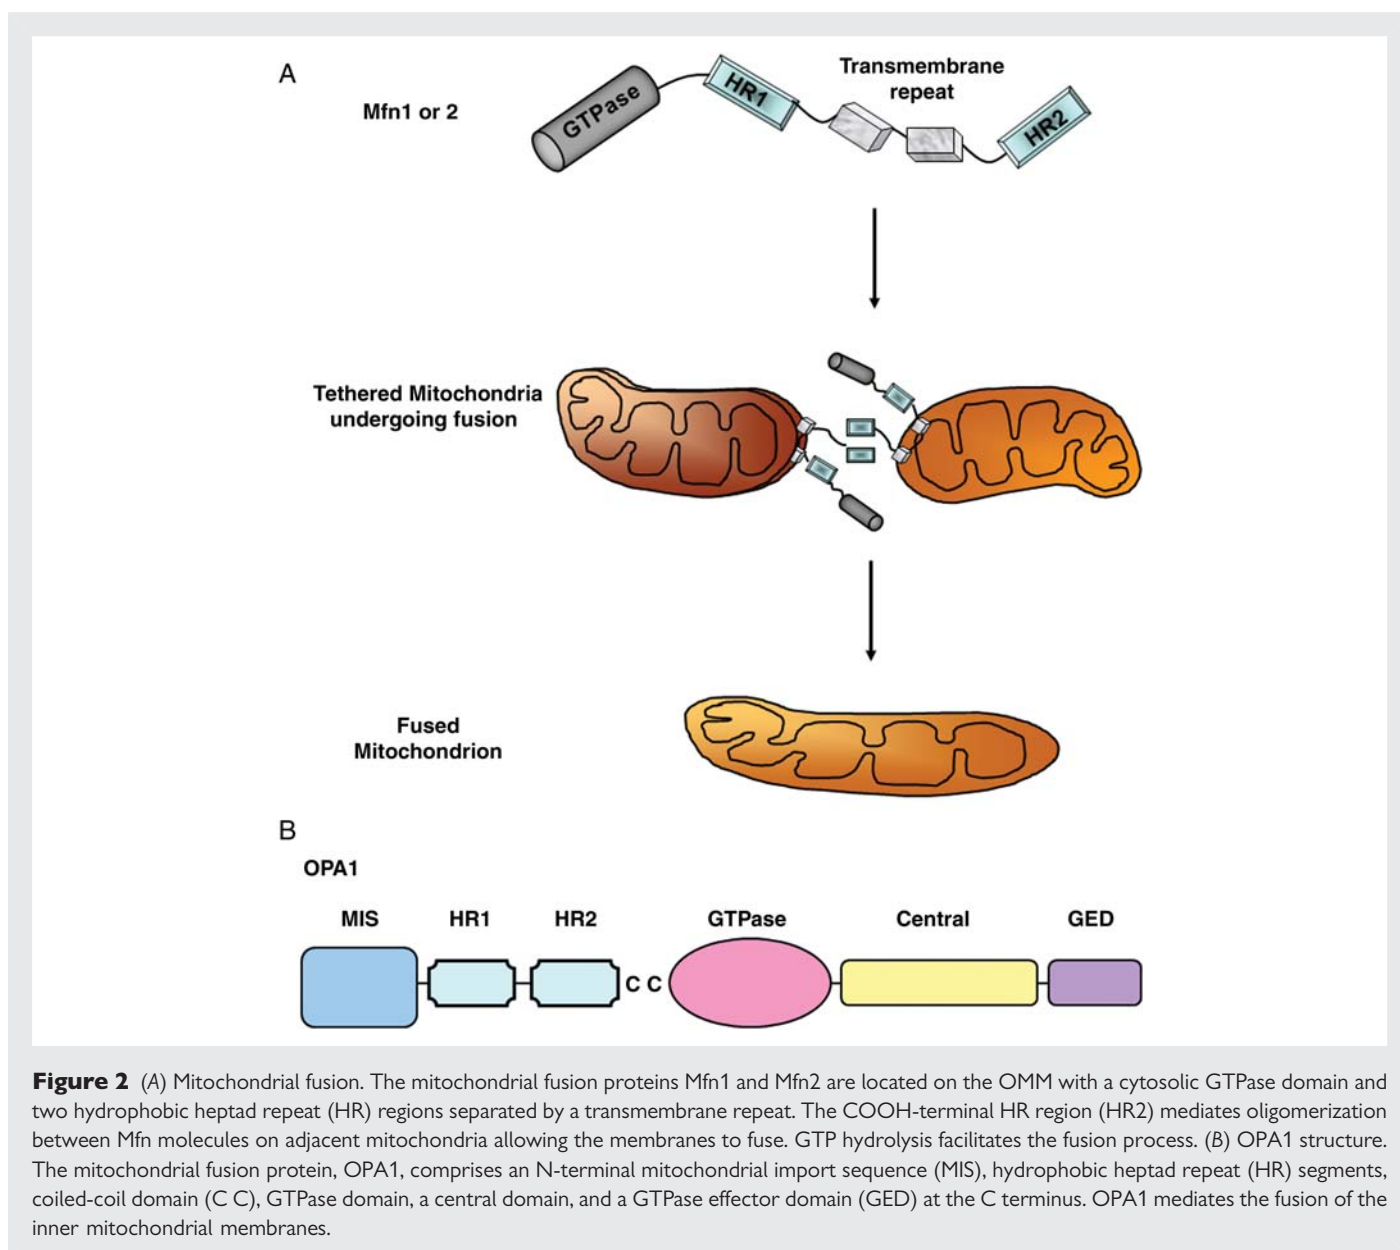 A
Mfn1 or 2
GTPase
HR1
Transmembrane
repeat
HR2
Tethered Mitochondria
undergoing fusion
Fused
Mitochondrion
B
OPA1
MIS HR1 HR2 GTPase Central GED
C C
Figure 2 (A) Mitochondrial fusion. The mitochondrial fusion proteins Mfn1 and Mfn2 are located on the OMM with a cytosolic GTPase domain and
two hydrophobic heptad repeat (HR) regions separated by a transmembrane repeat. The COOH-terminal HR region (HR2) mediates oligomerization
between Mfn molecules on adjacent mitochondria allowing the membranes to fuse. GTP hydrolysis facilitates the fusion process. (B) OPA1 structure.
The mitochondrial fusion protein, OPA1, comprises an N-terminal mitochondrial import sequence (MIS), hydrophobic heptad repeat (HR) segments,
coiled-coil domain (C C), GTPase domain, a central domain, and a GTPase effector domain (GED) at the C terminus. OPA1 mediates the fusion of the
inner mitochondrial membranes.